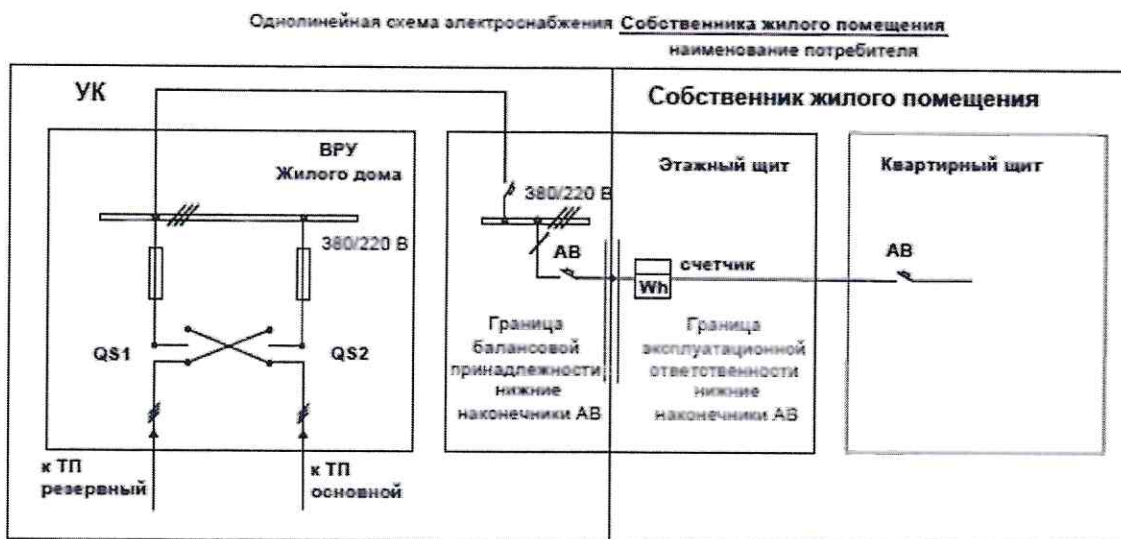 Однолинейная схема электроснабжения Собственника жилого помещения
наименование потребителя
УК
Собственник жилого помещения
ВРУ
Жилого дома
380/220 В
QS1
QS2
к ТП
резервный
к ТП
основной
Этажный щит
380/220 В
АВ
счетчик
Wh
Граница
балансовой
принадлежности
нижние
наконечники АВ
Граница
эксплуатационной
ответственности
нижние
наконечники АВ
Квартирный щит
АВ